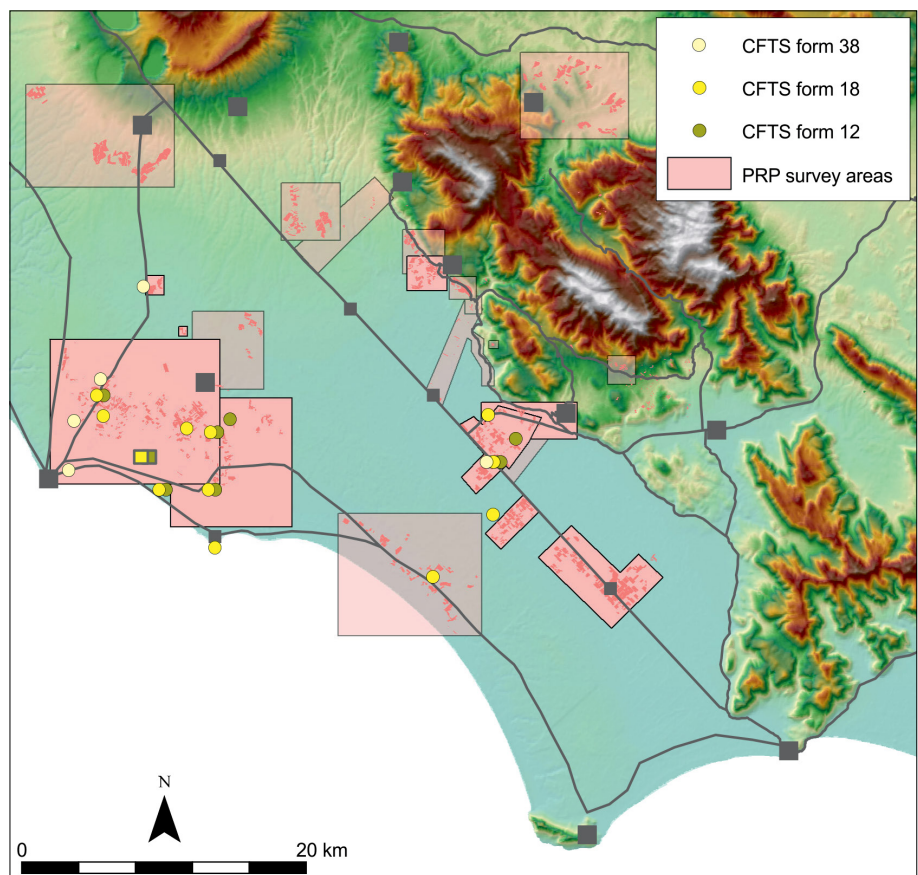 CFTS form 38
CFTS form 18
CFTS form 12
PRP survey areas
N
0 20 km